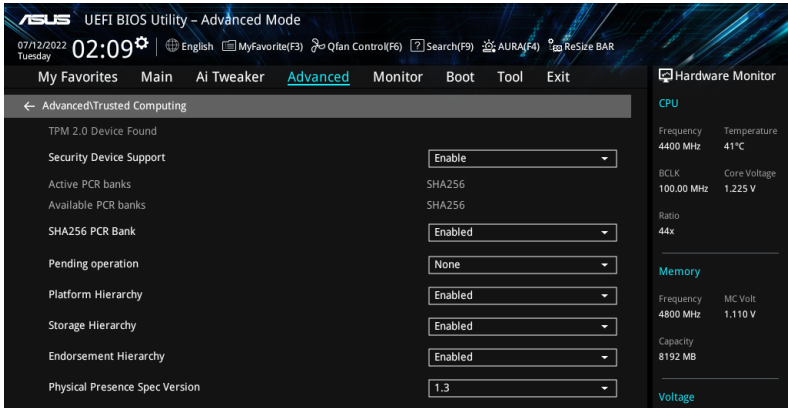 ASUS UEFI BIOS Utility – Advanced Mode
07/12/2022 Tuesday 02:09 English MyFavorite(F3) Qfan Control(F6) ? Search(F9) AURA(F4) ReSize BAR
My Favorites Main Ai Tweaker Advanced Monitor Boot Tool Exit
← Advanced\Trusted Computing
TPM 2.0 Device Found
Security Device Support Enable
Active PCR banks SHA256
Available PCR banks SHA256
SHA256 PCR Bank Enabled
Pending operation None
Platform Hierarchy Enabled
Storage Hierarchy Enabled
Endorsement Hierarchy Enabled
Physical Presence Spec Version 1.3
Hardware Monitor
CPU
Frequency Temperature
4400 MHz 41°C
BCLK Core Voltage
100.00 MHz 1.225 V
Ratio
44x
Memory
Frequency MC Volt
4800 MHz 1.110 V
Capacity
8192 MB
Voltage